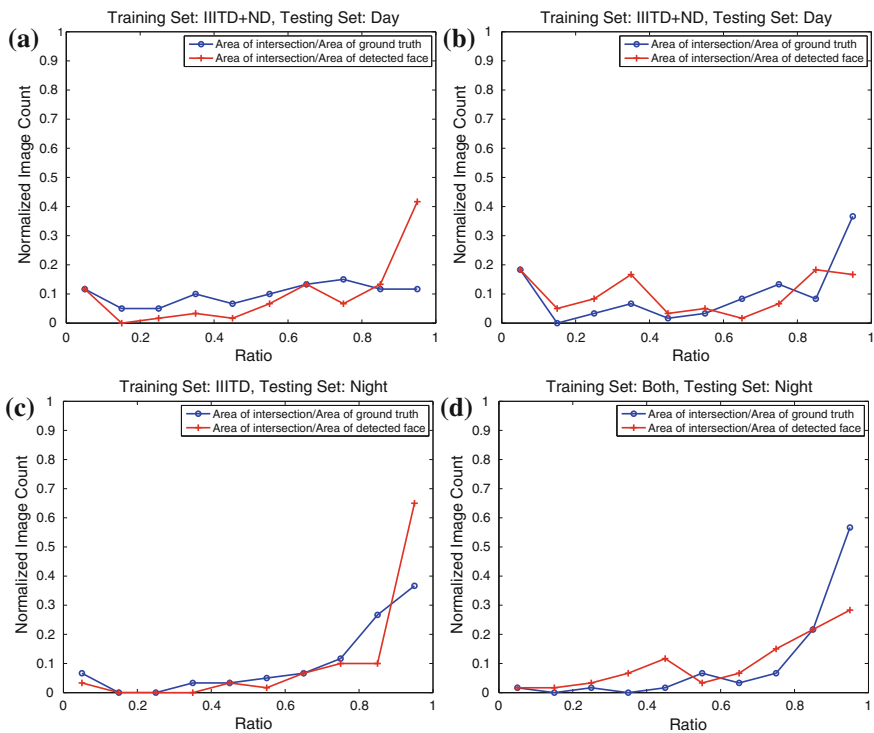 (a)
Training Set: IIITD+ND, Testing Set: Day
Area of intersection/Area of ground truth
Area of intersection/Area of detected face
Normalized Image Count
1
0.9
0.8
0.7
0.6
0.5
0.4
0.3
0.2
0.1
0
0.2
0.4
0.6
0.8
1
Ratio
(b)
Training Set: IIITD+ND, Testing Set: Day
Area of intersection/Area of ground truth
Area of intersection/Area of detected face
Normalized Image Count
1
0.9
0.8
0.7
0.6
0.5
0.4
0.3
0.2
0.1
0
0
0.2
0.4
0.6
0.8
1
Ratio
(c)
Training Set: IIITD, Testing Set: Night
Area of intersection/Area of ground truth
Area of intersection/Area of detected face
Normalized Image Count
1
0.9
0.8
0.7
0.6
0.5
0.4
0.3
0.2
0.1
0
0
0.2
0.4
0.6
0.8
1
Ratio
(d)
Training Set: Both, Testing Set: Night
Area of intersection/Area of ground truth
Area of intersection/Area of detected face
Normalized Image Count
1
0.9
0.8
0.7
0.6
0.5
0.4
0.3
0.2
0.1
0
0
0.2
0.4
0.6
0.8
1
Ratio